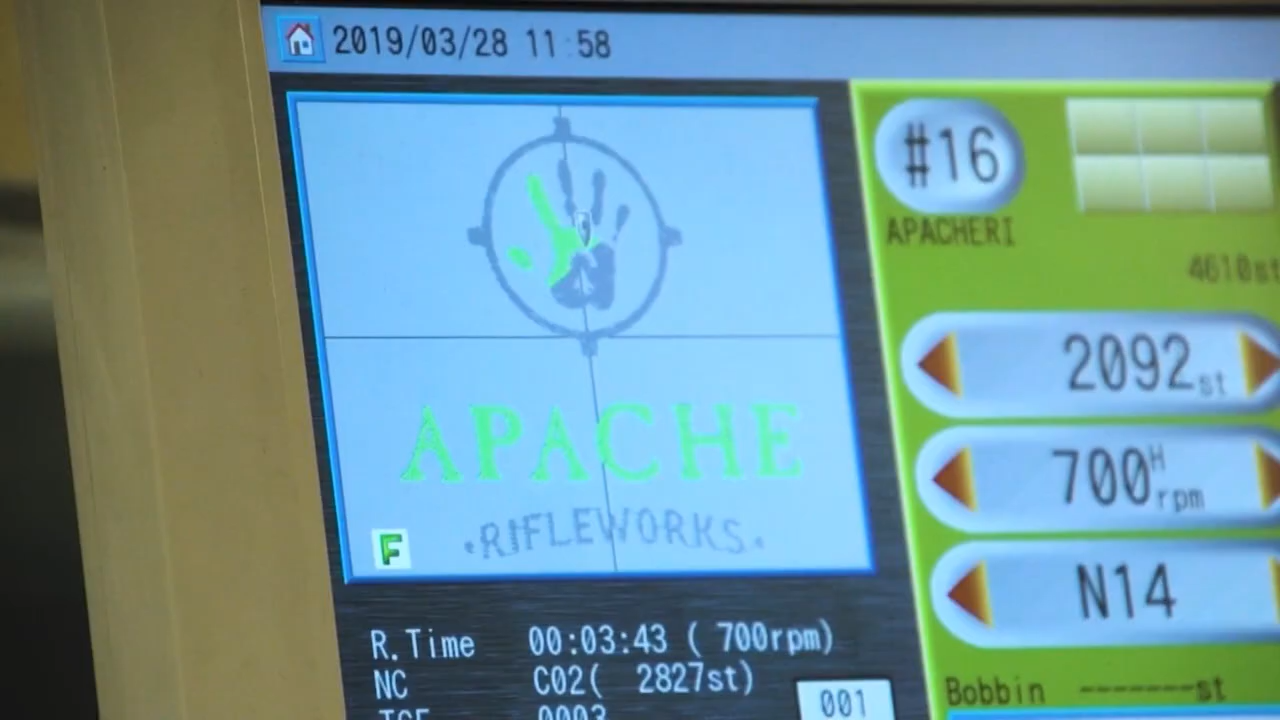 2019/03/28 11:58
#16
APACHERI
4610st
2092st
700H rpm
N14
Bobbin -------st
APACHE
•RIFLEWORKS•
F
R.Time 00:03:43 ( 700rpm)
NC C02( 2827st)
001